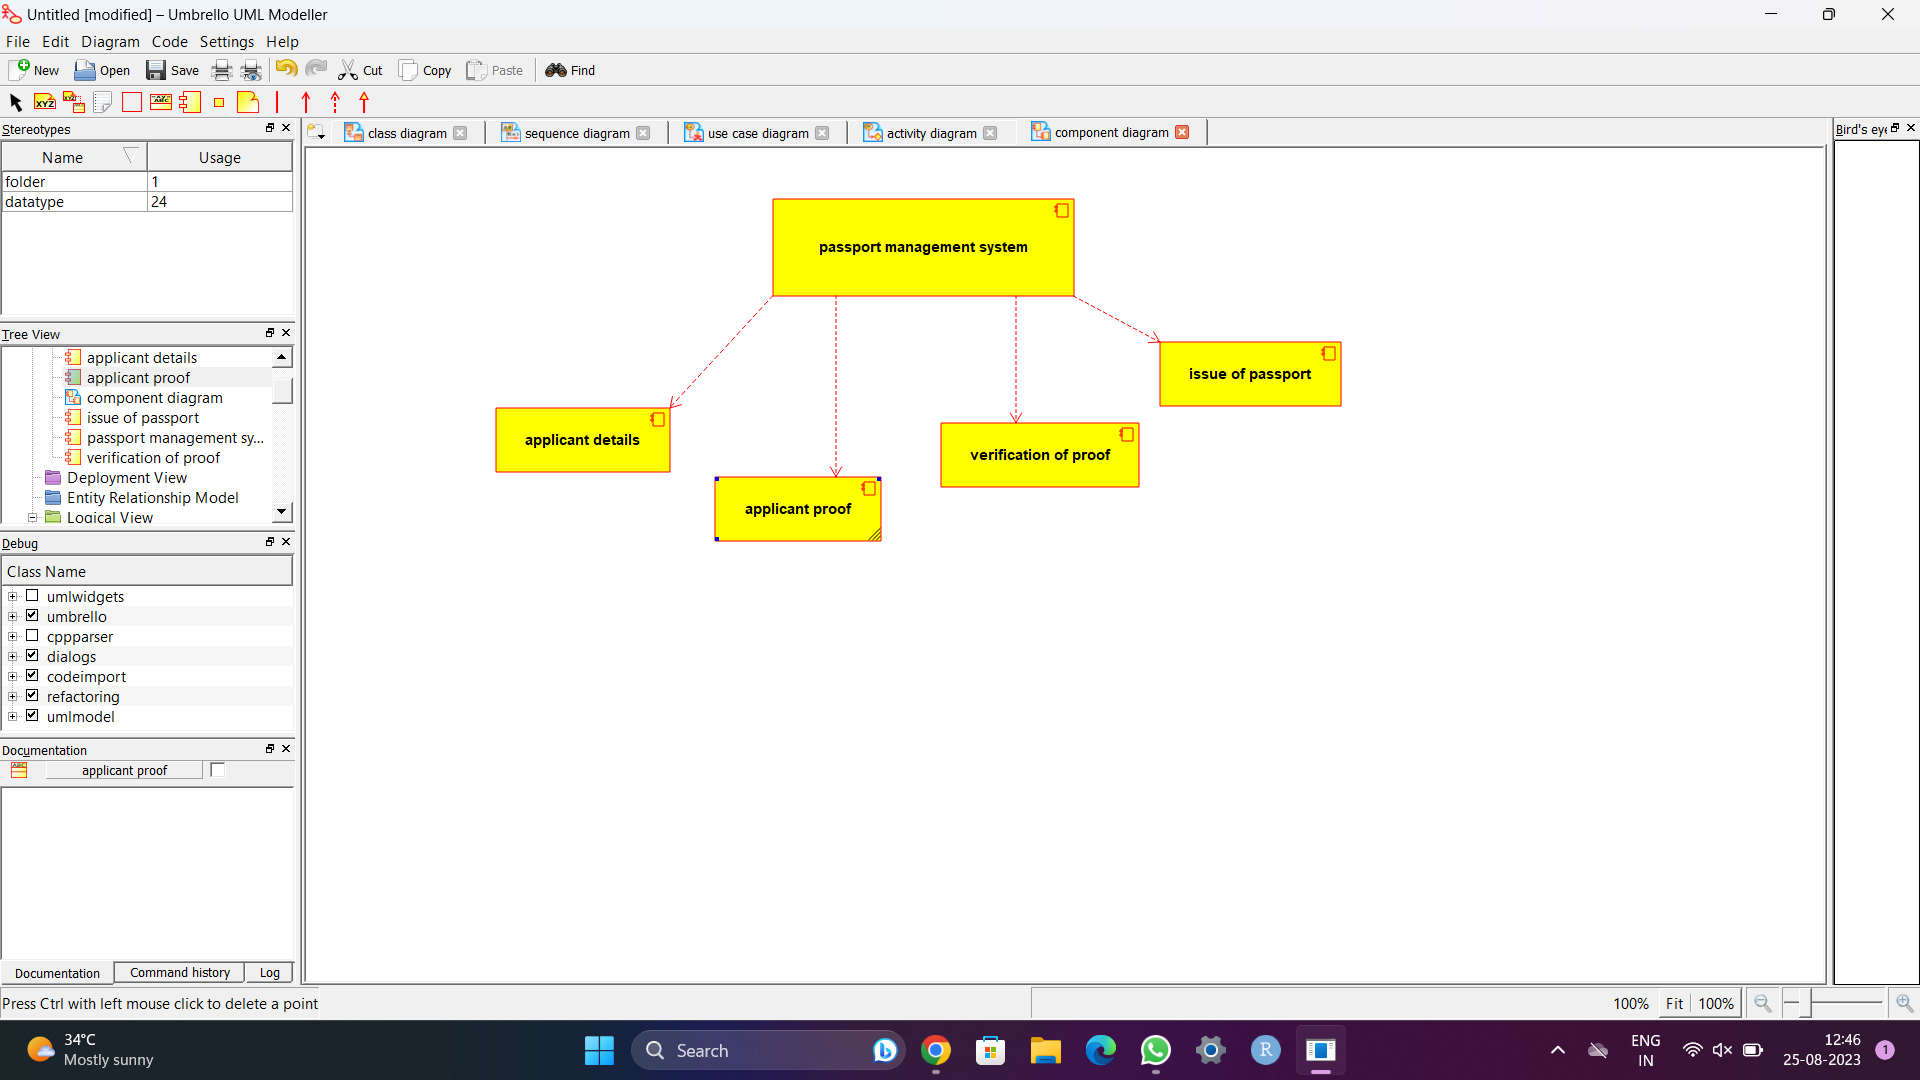 Untitled [modified] – Umbrello UML Modeller
File Edit Diagram Code Settings Help
New Open Save Cut Copy Paste Find
XYZ
Stereotypes
Name Usage
folder 1
datatype 24
Tree View
applicant details
applicant proof
component diagram
issue of passport
passport management sy...
verification of proof
Deployment View
Entity Relationship Model
Logical View
Debug
Class Name
umlwidgets
umbrello
cppparser
dialogs
codeimport
refactoring
umlmodel
Documentation
applicant proof
Documentation Command history Log
Press Ctrl with left mouse click to delete a point
class diagram sequence diagram use case diagram activity diagram component diagram
passport management system
issue of passport
applicant details
verification of proof
applicant proof
Bird's eye
100% Fit 100%
34°C
Mostly sunny
Search
R
ENG
IN
12:46
25-08-2023
1